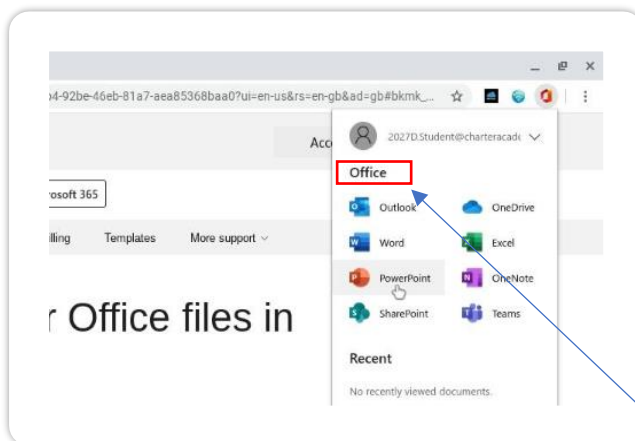 04-92be-46eb-81a7-aea85368baa0?ui=en-us&rs=en-gb&ad=gb#bkmk_...
Acc
2027D.Student@charteracade
Office
rosoft 365
Outlook OneDrive
lling Templates More support
Word Excel
PowerPoint OneNote
r Office files in
SharePoint Teams
Recent
No recently viewed documents.